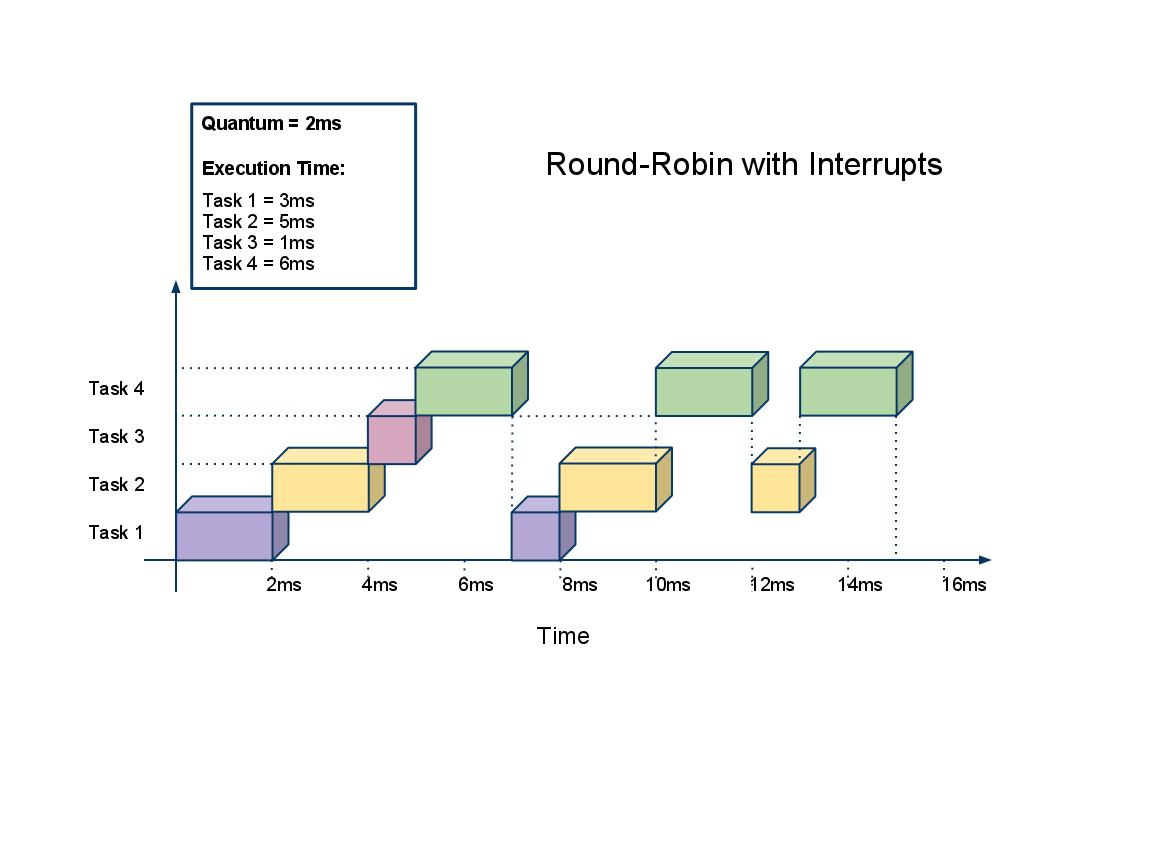 Quantum = 2ms
Execution Time:
Task 1 = 3ms
Task 2 = 5ms
Task 3 = 1ms
Task 4 = 6ms
Round-Robin with Interrupts
Task 4
Task 3
Task 2
Task 1
2ms 4ms 6ms 8ms 10ms 12ms 14ms 16ms
Time